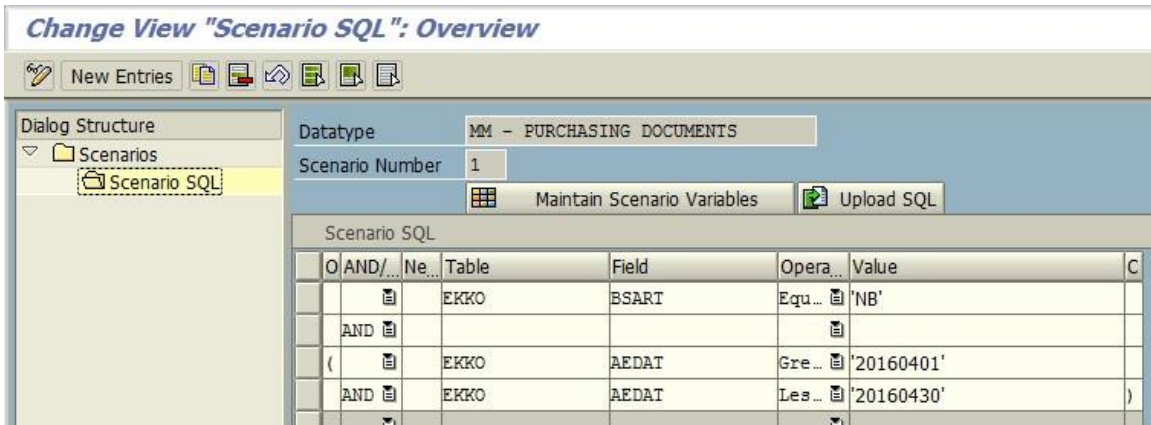 Change View "Scenario SQL": Overview
New Entries
Dialog Structure
Scenarios
Scenario SQL
Datatype MM - PURCHASING DOCUMENTS
Scenario Number 1
Maintain Scenario Variables Upload SQL
Scenario SQL
O AND/... Ne... Table Field Opera... Value C
EKKO BSART Equ... 'NB'
AND
( EKKO AEDAT Gre... '20160401'
AND EKKO AEDAT Les... '20160430' )